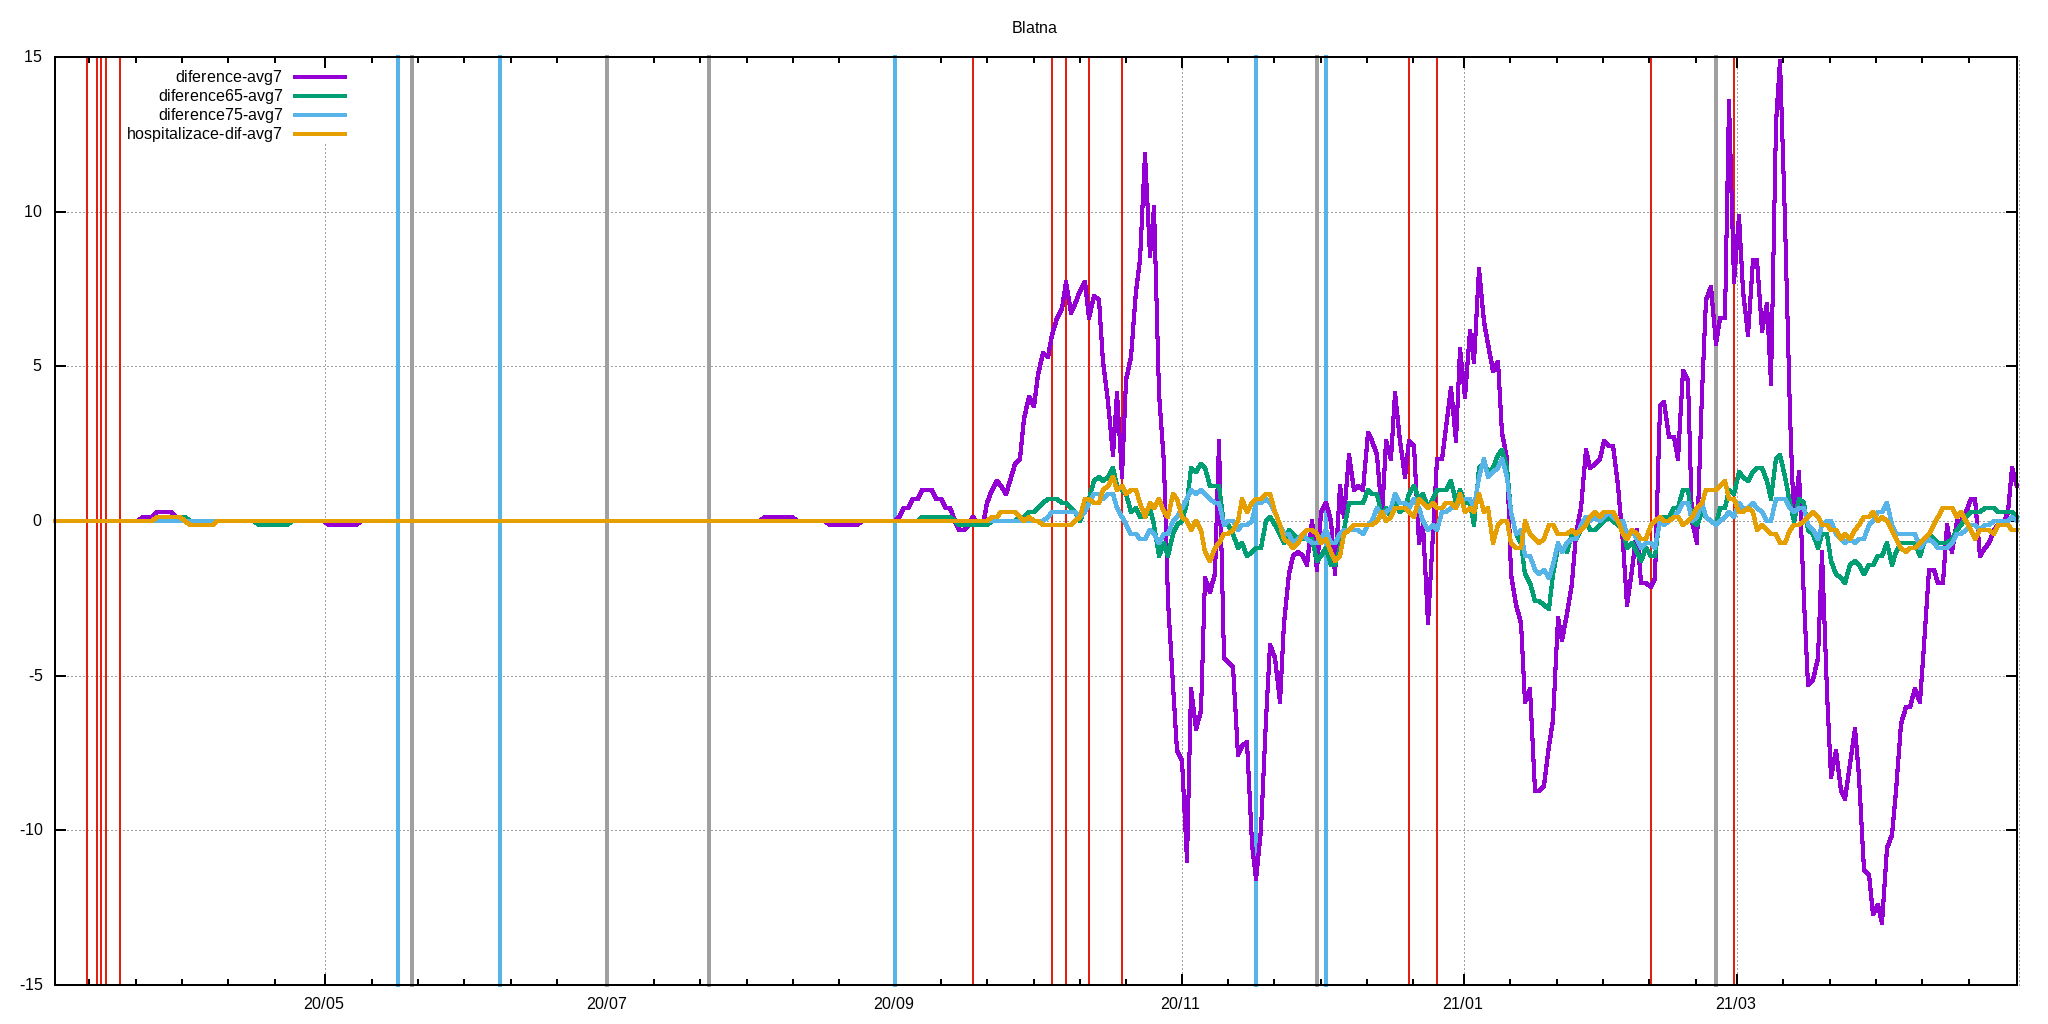 Blatna
diference-avg7
diference65-avg7
diference75-avg7
hospitalizace-dif-avg7
15
10
5
0
-5
-10
-15
20/05 20/07 20/09 20/11 21/01 21/03